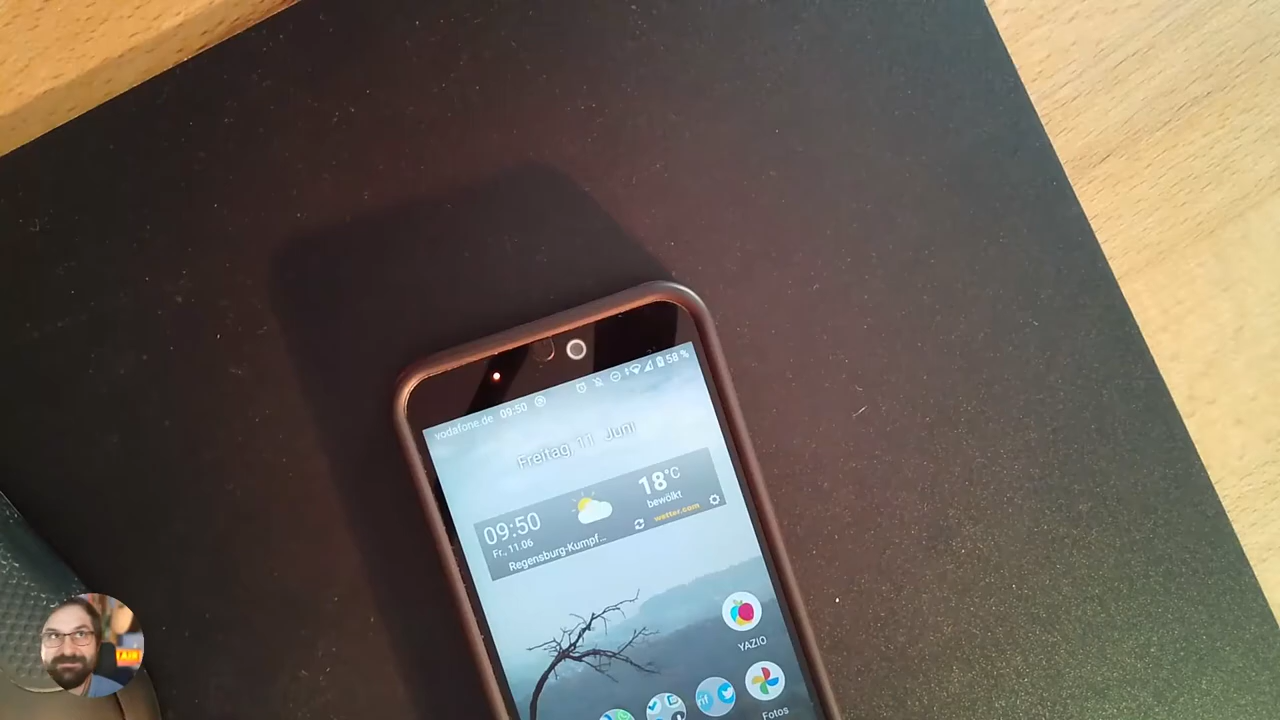 vodafone.de 09:50
58 %
Freitag, 11. Juni
09:50
Fr., 11.06
Regensburg-Kumpf...
18°C
bewölkt
wetter.com
YAZIO
Fotos